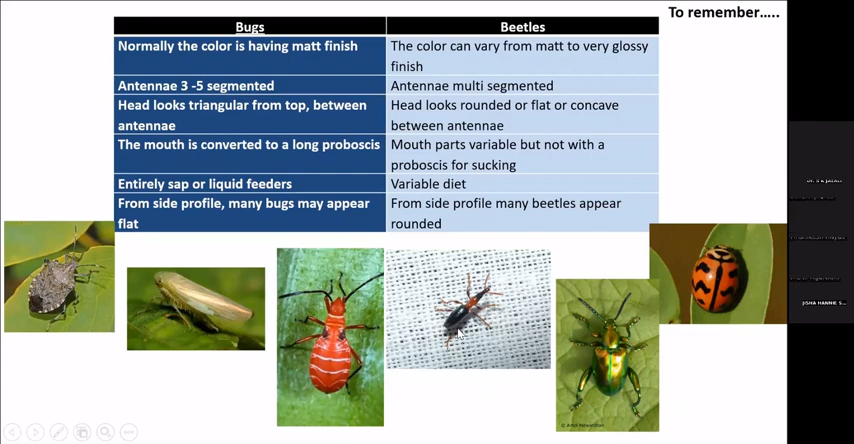 To remember…..
Bugs
Beetles
Normally the color is having matt finish
The color can vary from matt to very glossy
finish
Antennae 3 -5 segmented
Antennae multi segmented
Head looks triangular from top, between
antennae
Head looks rounded or flat or concave
between antennae
The mouth is converted to a long proboscis
Mouth parts variable but not with a
proboscis for sucking
Entirely sap or liquid feeders
Variable diet
From side profile, many bugs may appear
flat
From side profile many beetles appear
rounded
JISHA HANNIE S...